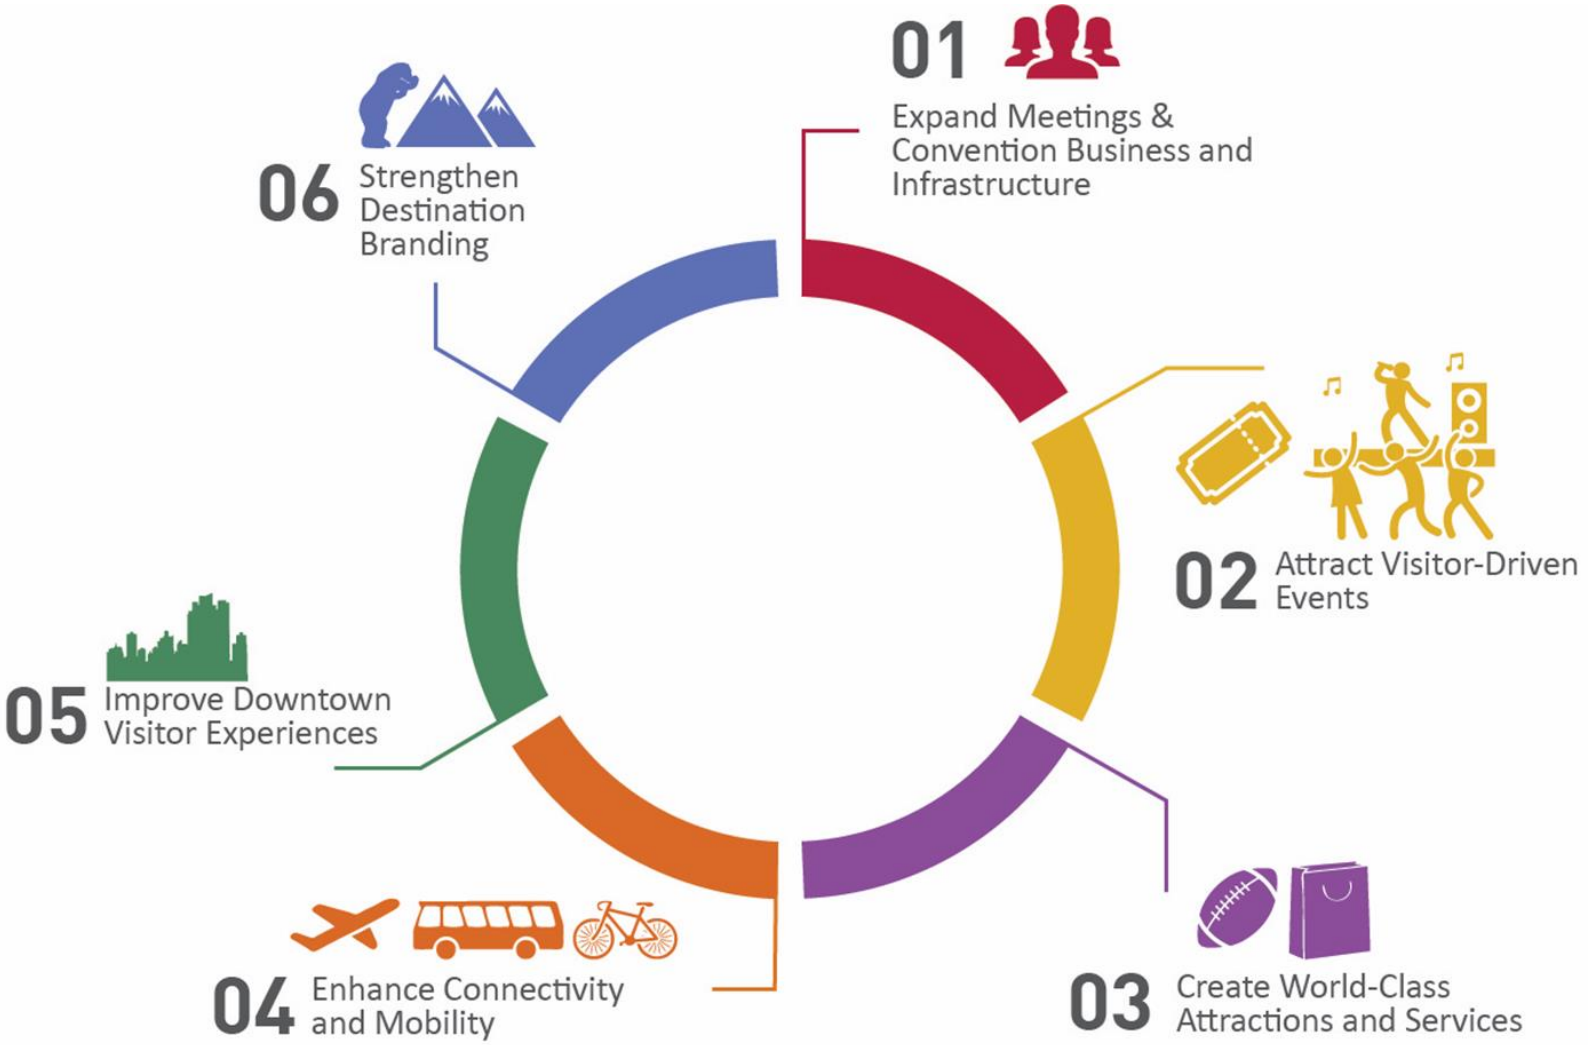 01
Expand Meetings &
Convention Business and
Infrastructure
02
Attract Visitor-Driven
Events
03
Create World-Class
Attractions and Services
04
Enhance Connectivity
and Mobility
05
Improve Downtown
Visitor Experiences
06
Strengthen
Destination
Branding